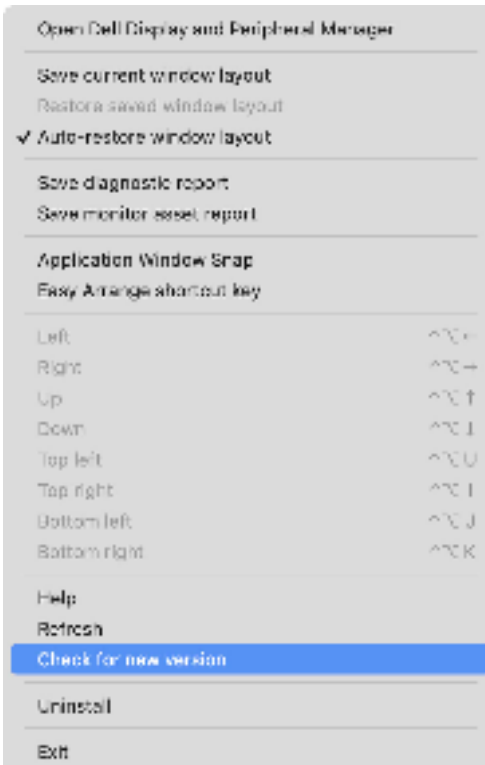 Open Dell Display and Peripheral Manager
Save current window layout
Restore saved window layout
✓ Auto-restore window layout
Save diagnostic report
Save monitor asset report
Application Window Snap
Easy Arrange shortcut key
Left ^⌥←
Right ^⌥→
Up ^⌥↑
Down ^⌥↓
Top left ^⌥U
Top right ^⌥I
Bottom left ^⌥J
Bottom right ^⌥K
Help
Refresh
Check for new version
Uninstall
Exit